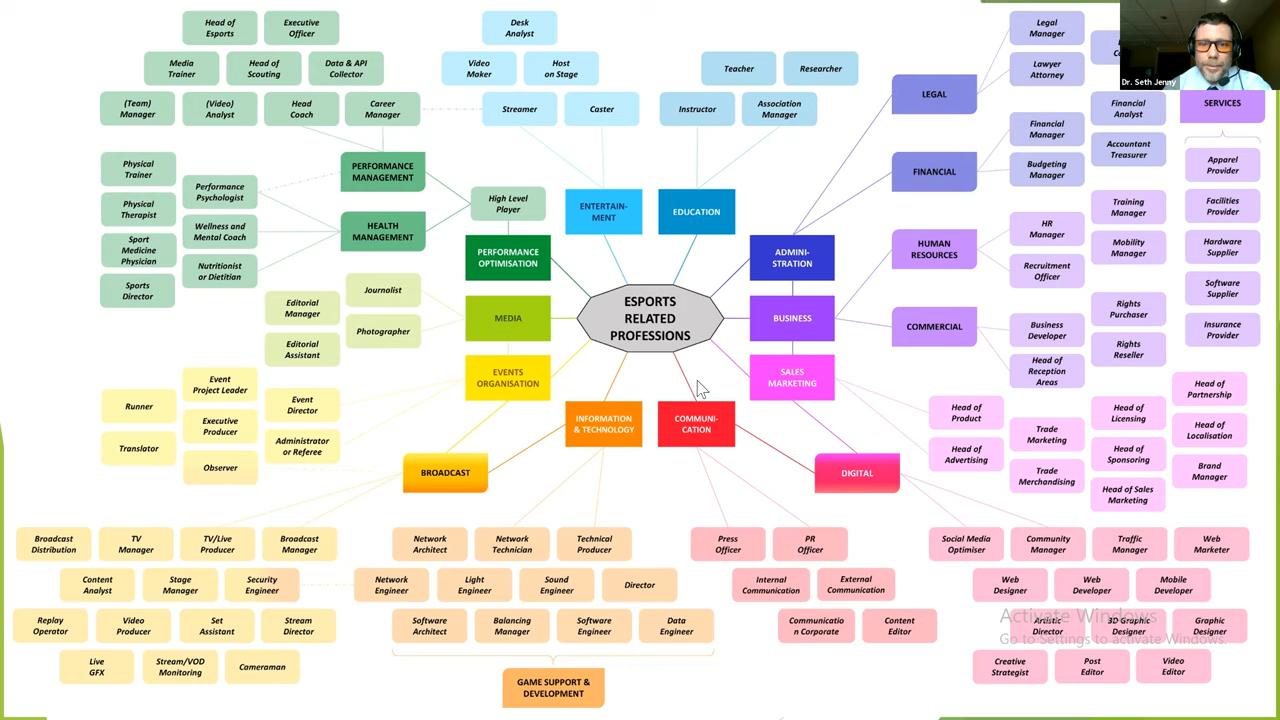 Head of
Esports
Executive
Officer
Desk
Analyst
Legal
Manager
Media
Trainer
Head of
Scouting
Data & API
Collector
Video
Maker
Host
on Stage
Teacher
Researcher
Lawyer
Attorney
Dr. Seth Jenny
(Team)
Manager
(Video)
Analyst
Head
Coach
Career
Manager
Streamer
Caster
Instructor
Association
Manager
LEGAL
Financial
Analyst
SERVICES
Financial
Manager
Accountant
Treasurer
Physical
Trainer
PERFORMANCE
MANAGEMENT
FINANCIAL
Budgeting
Manager
Apparel
Provider
Performance
Psychologist
Physical
Therapist
High Level
Player
ENTERTAIN-
MENT
EDUCATION
Training
Manager
Facilities
Provider
Wellness and
Mental Coach
HEALTH
MANAGEMENT
HR
Manager
Sport
Medicine
Physician
PERFORMANCE
OPTIMISATION
ADMINI-
STRATION
HUMAN
RESOURCES
Mobility
Manager
Hardware
Supplier
Nutritionist
or Dietitian
Recruitment
Officer
Sports
Director
Journalist
Software
Supplier
Editorial
Manager
MEDIA
ESPORTS
RELATED
PROFESSIONS
BUSINESS
COMMERCIAL
Rights
Purchaser
Photographer
Business
Developer
Insurance
Provider
Editorial
Assistant
Rights
Reseller
Event
Project Leader
EVENTS
ORGANISATION
SALES
MARKETING
Head of
Reception
Areas
Head of
Partnership
Runner
Event
Director
Head of
Product
Head of
Licensing
Executive
Producer
INFORMATION
& TECHNOLOGY
COMMUNI-
CATION
Trade
Marketing
Head of
Localisation
Translator
Administrator
or Referee
Head of
Advertising
Head of
Sponsoring
Observer
BROADCAST
DIGITAL
Trade
Merchandising
Brand
Manager
Head of Sales
Marketing
Broadcast
Distribution
TV
Manager
TV/Live
Producer
Broadcast
Manager
Network
Architect
Network
Technician
Technical
Producer
Press
Officer
PR
Officer
Social Media
Optimiser
Community
Manager
Traffic
Manager
Web
Marketer
Content
Analyst
Stage
Manager
Security
Engineer
Network
Engineer
Light
Engineer
Sound
Engineer
Director
Internal
Communication
External
Communication
Web
Designer
Web
Developer
Mobile
Developer
Replay
Operator
Video
Producer
Set
Assistant
Stream
Director
Software
Architect
Balancing
Manager
Software
Engineer
Data
Engineer
Communicatio
n Corporate
Content
Editor
Artistic
Director
3D Graphic
Designer
Graphic
Designer
Activate Windows
Go to Settings to activate Windows.
Live
GFX
Stream/VOD
Monitoring
Cameraman
GAME SUPPORT &
DEVELOPMENT
Creative
Strategist
Post
Editor
Video
Editor